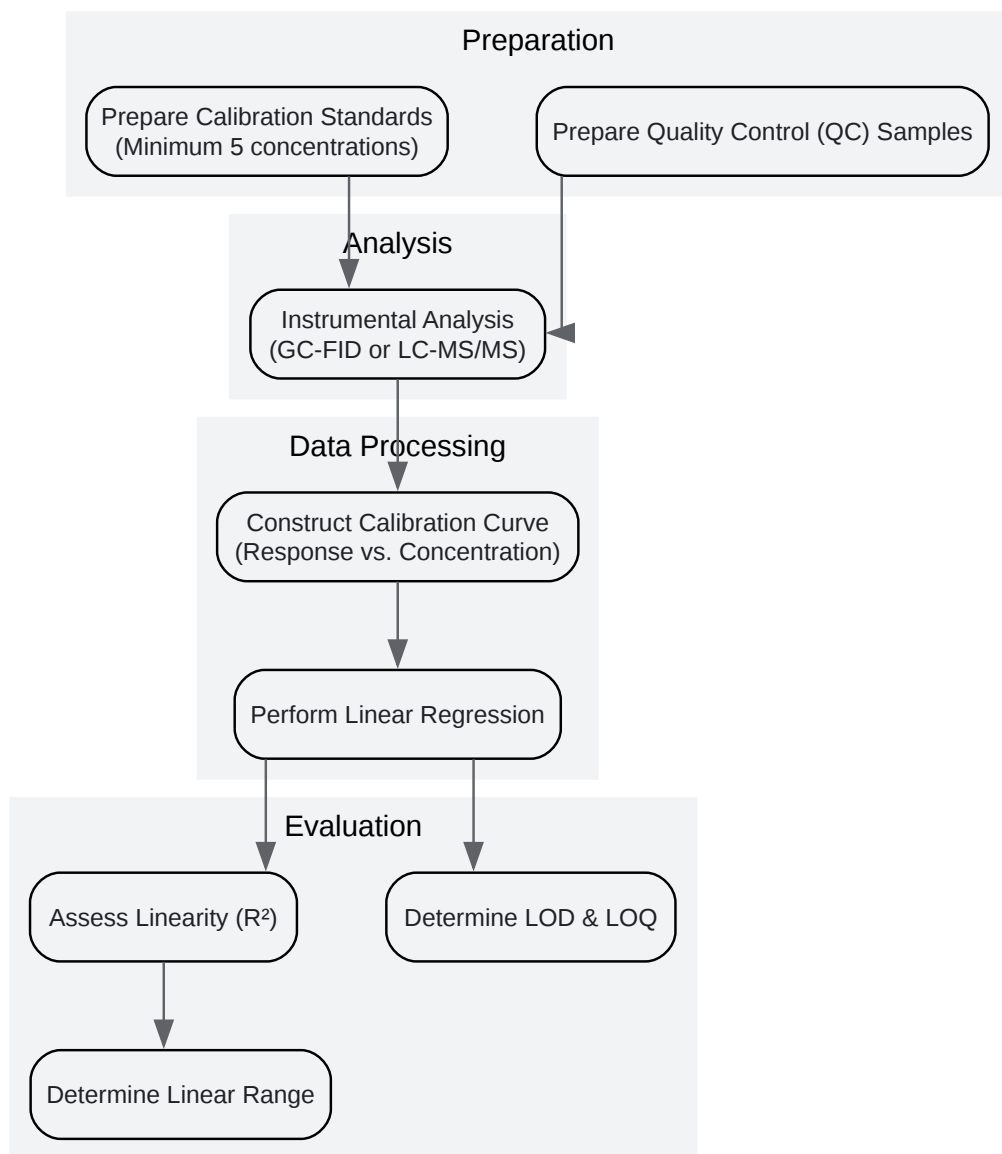 Preparation
Prepare Calibration Standards
(Minimum 5 concentrations)
Prepare Quality Control (QC) Samples
Analysis
Instrumental Analysis
(GC-FID or LC-MS/MS)
Data Processing
Construct Calibration Curve
(Response vs. Concentration)
Perform Linear Regression
Evaluation
Assess Linearity (R²)
Determine LOD & LOQ
Determine Linear Range